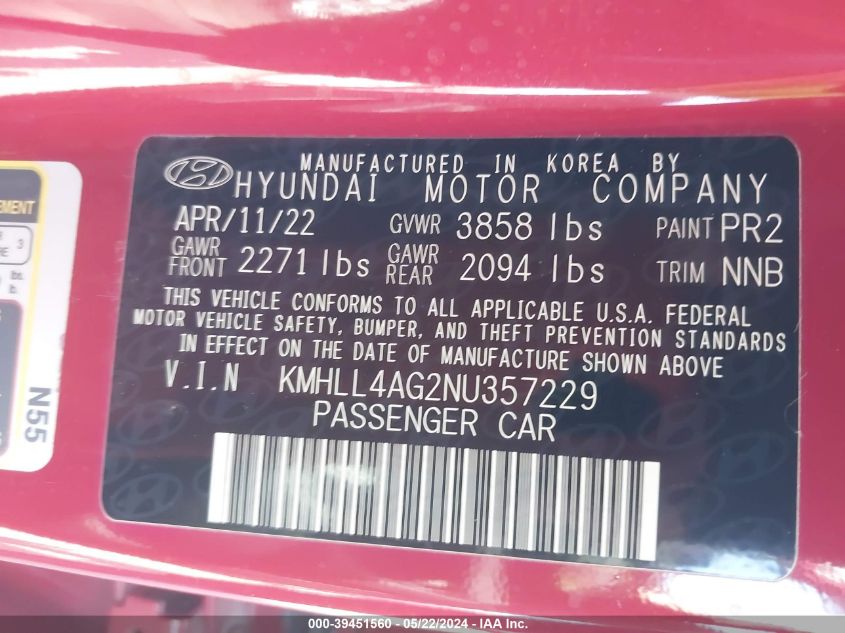 MANUFACTURED IN KOREA BY
HYUNDAI MOTOR COMPANY
APR/11/22 GVWR 3858 lbs PAINT PR2
GAWR FRONT 2271 lbs GAWR REAR 2094 lbs TRIM NNB
THIS VEHICLE CONFORMS TO ALL APPLICABLE U.S.A. FEDERAL
MOTOR VEHICLE SAFETY, BUMPER, AND THEFT PREVENTION STANDARDS
IN EFFECT ON THE DATE OF MANUFACTURE SHOWN ABOVE
V.I.N KMHLL4AG2NU357229
PASSENGER CAR
N55
000-39451560 - 05/22/2024 - IAA Inc.